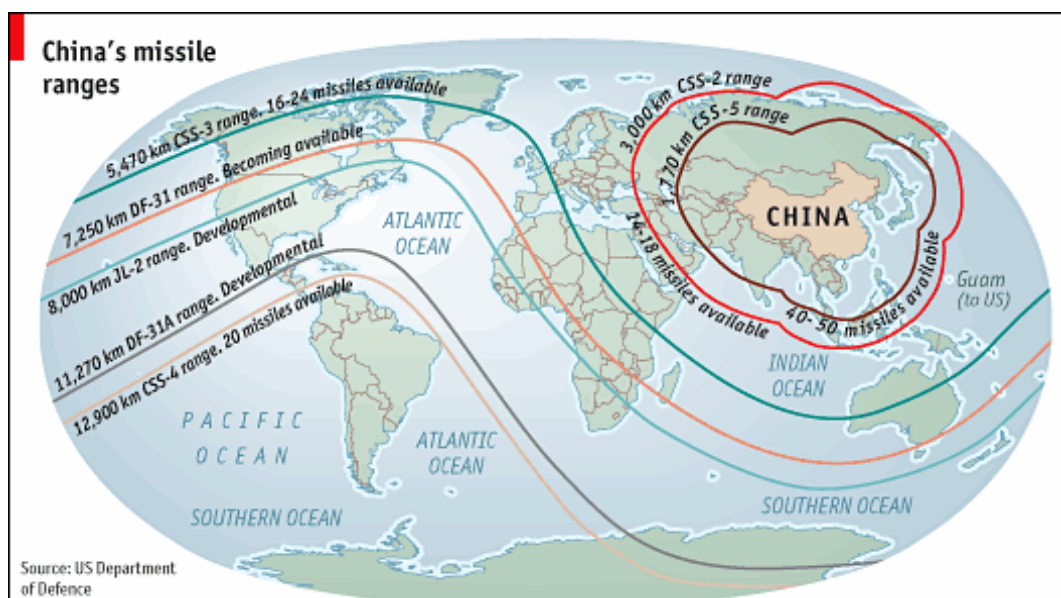 China's missile
ranges
5,470 km CSS-3 range. 16-24 missiles available
7,250 km DF-31 range. Becoming available
8,000 km JL-2 range. Developmental
11,270 km DF-31A range. Developmental
12,900 km CSS-4 range. 20 missiles available
3,000 km CSS-2 range
1,770 km CSS-5 range
14-18 missiles available
40-50 missiles available
CHINA
ATLANTIC
OCEAN
Guam
(to US)
INDIAN
OCEAN
PACIFIC
OCEAN
ATLANTIC
OCEAN
SOUTHERN OCEAN
SOUTHERN OCEAN
Source: US Department
of Defence